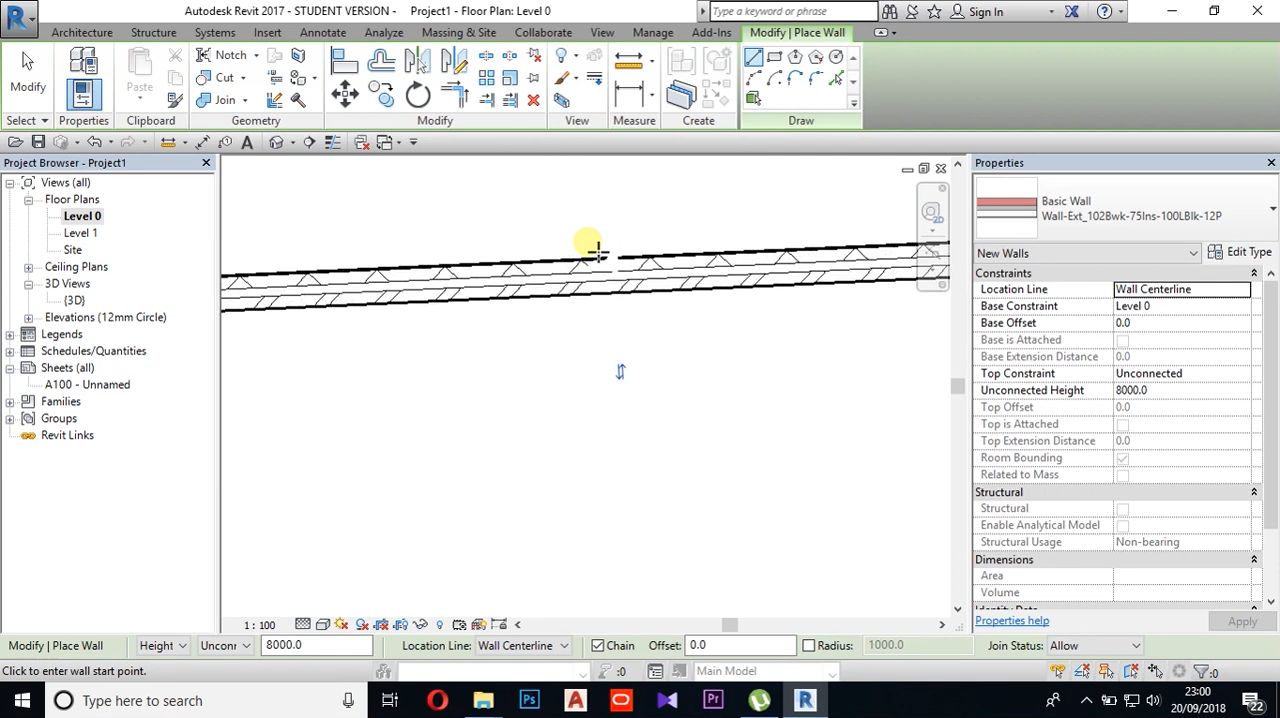 Autodesk Revit 2017 - STUDENT VERSION - Project1 - Floor Plan: Level 0
Type a keyword or phrase
Sign In
Architecture Structure Systems Insert Annotate Analyze Massing & Site Collaborate View Manage Add-Ins Modify | Place Wall
Modify
Paste
Notch
Cut
Join
Select Properties Clipboard Geometry Modify View Measure Create Draw
Project Browser - Project1
Views (all)
Floor Plans
Level 0
Level 1
Site
Ceiling Plans
3D Views
{3D}
Elevations (12mm Circle)
Legends
Schedules/Quantities
Sheets (all)
A100 - Unnamed
Families
Groups
Revit Links
2D
Properties
Basic Wall
Wall-Ext_102Bwk-75Ins-100LBlk-12P
New Walls Edit Type
Constraints
Location Line Wall Centerline
Base Constraint Level 0
Base Offset 0.0
Base is Attached
Base Extension Distance 0.0
Top Constraint Unconnected
Unconnected Height 8000.0
Top Offset 0.0
Top is Attached
Top Extension Distance 0.0
Room Bounding
Related to Mass
Structural
Structural
Enable Analytical Model
Structural Usage Non-bearing
Dimensions
Area
Volume
Properties help Apply
1 : 100
Modify | Place Wall Height Unconr 8000.0 Location Line: Wall Centerline Chain Offset: 0.0 Radius: 1000.0 Join Status: Allow
Click to enter wall start point. :0 Main Model :0
Type here to search
23:00
20/09/2018
22